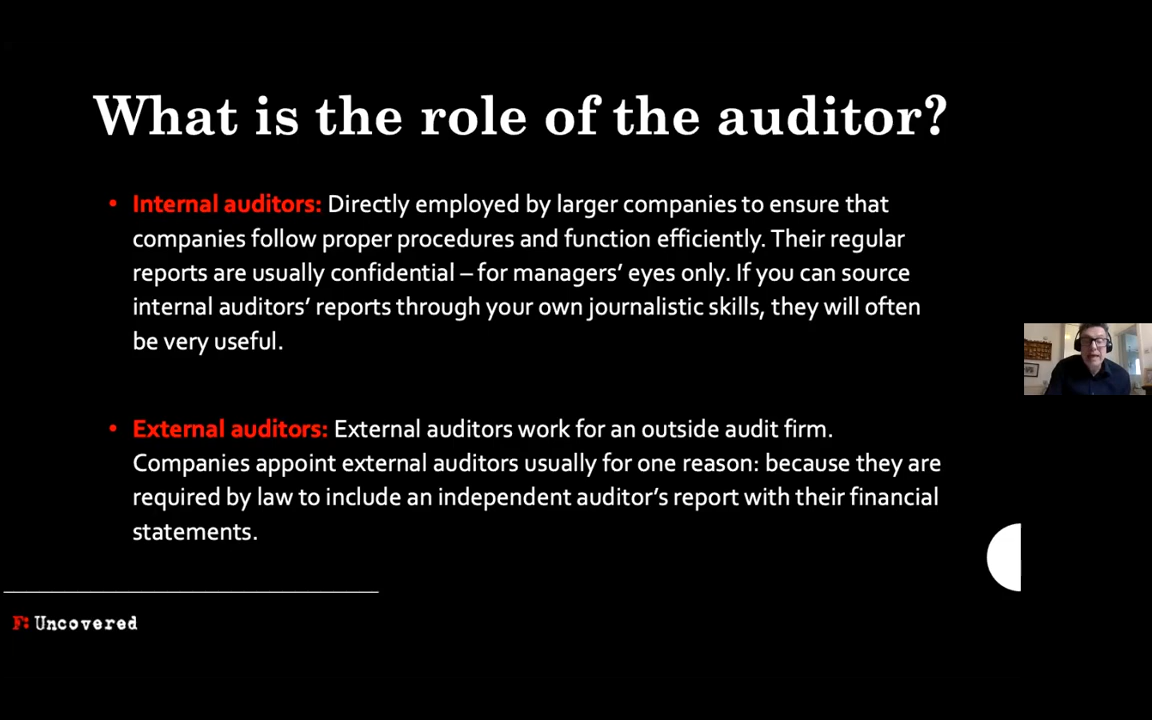 What is the role of the auditor?
• Internal auditors: Directly employed by larger companies to ensure that
companies follow proper procedures and function efficiently. Their regular
reports are usually confidential – for managers’ eyes only. If you can source
internal auditors’ reports through your own journalistic skills, they will often
be very useful.
• External auditors: External auditors work for an outside audit firm.
Companies appoint external auditors usually for one reason: because they are
required by law to include an independent auditor’s report with their financial
statements.
F: Uncovered